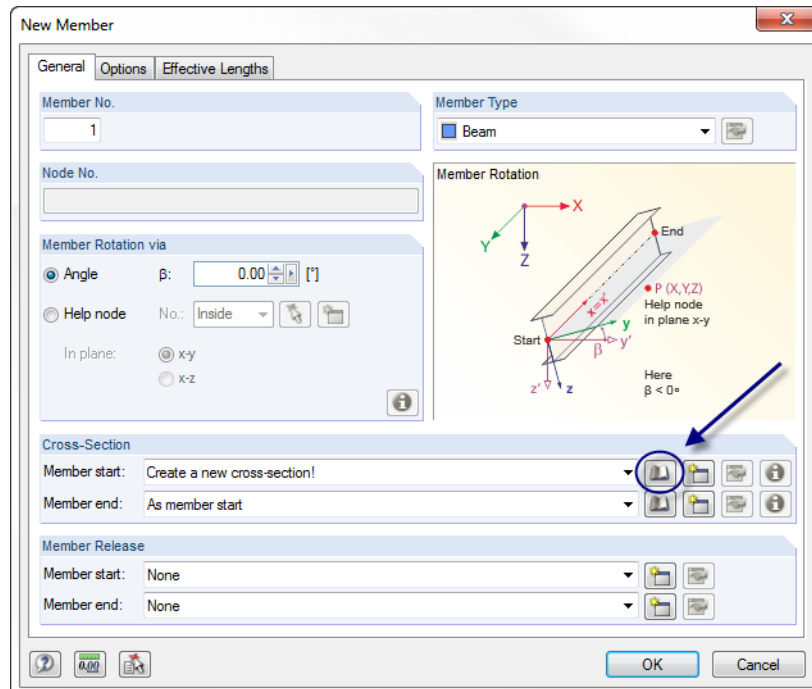 New Member
General Options Effective Lengths
Member No.
1
Member Type
Beam
Node No.
Member Rotation via
Angle β: 0.00 [°]
Help node No.: Inside
In plane: x-y
x-z
Member Rotation
X
Y
Z
End
P (X,Y,Z)
Help node
in plane x-y
x=x'
Start
y
β y'
z' z
Here
β < 0°
Cross-Section
Member start: Create a new cross-section!
Member end: As member start
Member Release
Member start: None
Member end: None
0.00
OK Cancel